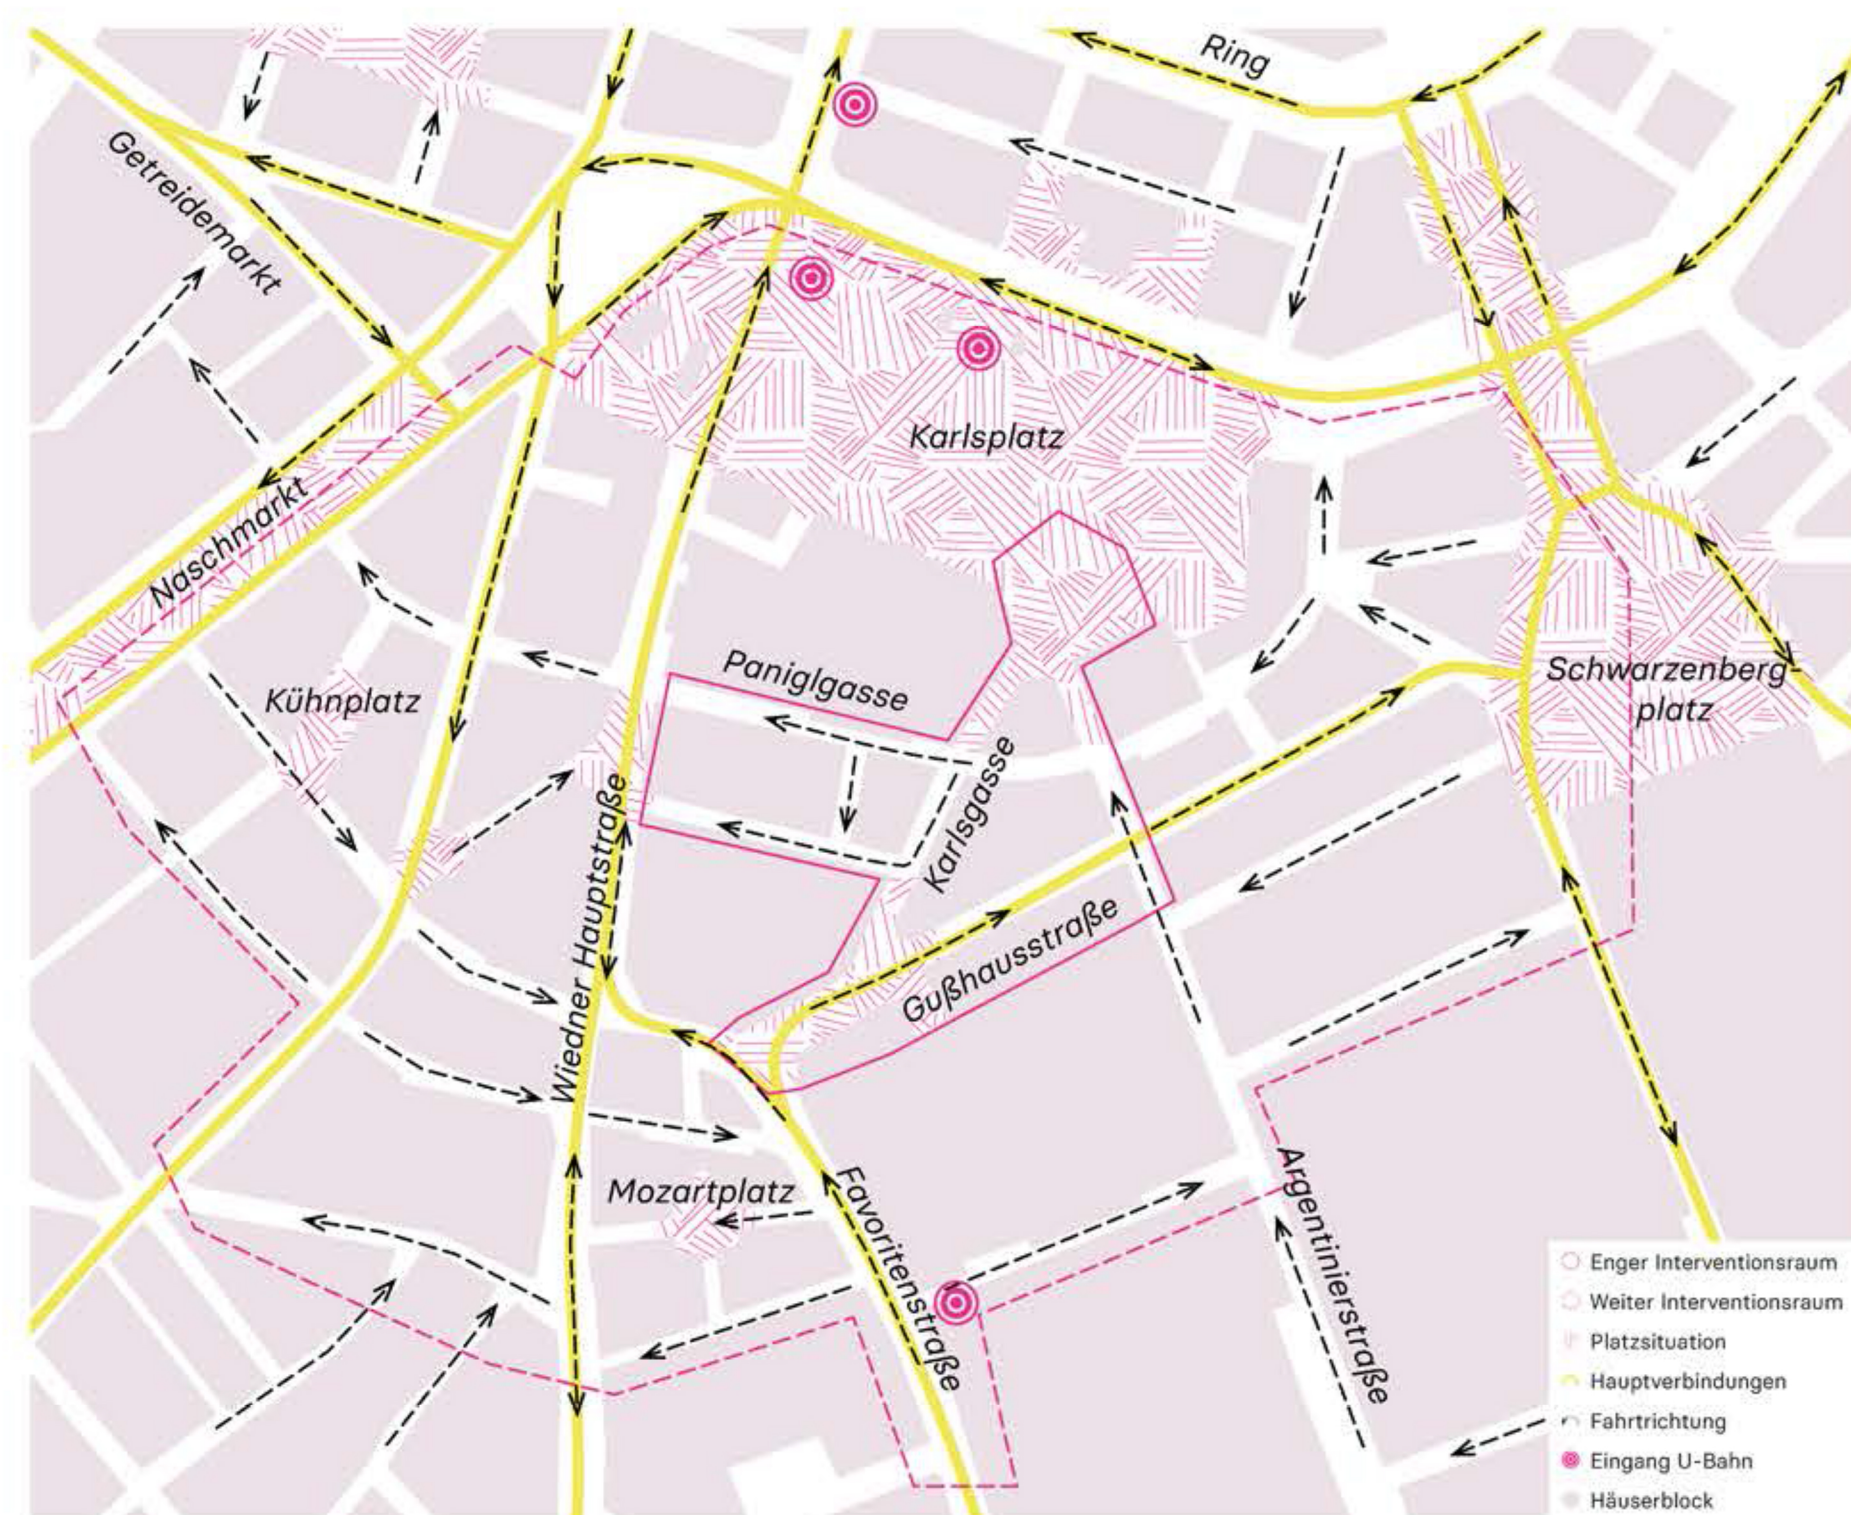 Ring
Getreidemarkt
Karlsplatz
Naschmarkt
Paniglgasse
Kühnplatz
Schwarzenberg-
platz
Karlsgasse
Wiedner Hauptstraße
Gußhausstraße
Mozartplatz
Favoritenstraße
Argentinierstraße
Enger Interventionsraum
Weiter Interventionsraum
Platzsituation
Hauptverbindungen
Fahrtrichtung
Eingang U-Bahn
Häuserblock